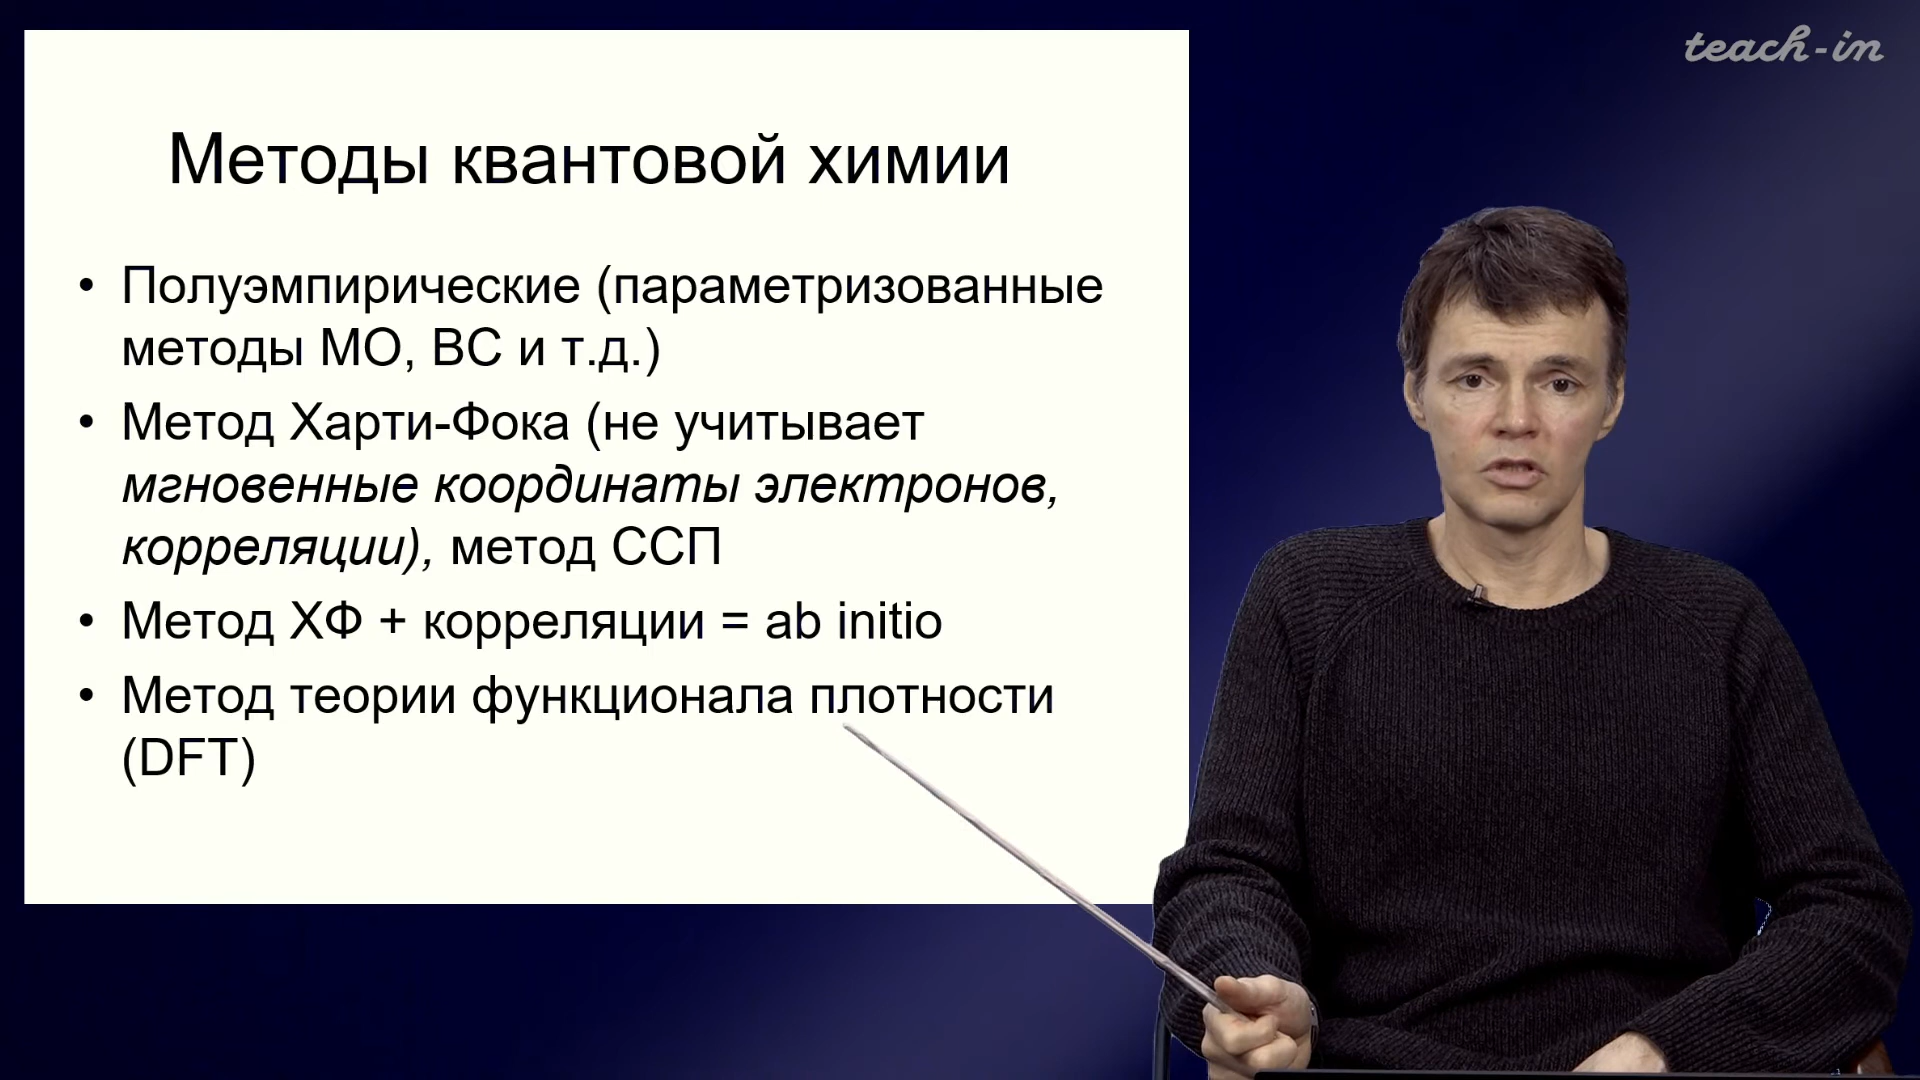 teach-in
Методы квантовой химии
• Полуэмпирические (параметризованные
методы МО, ВС и т.д.)
• Метод Харти-Фока (не учитывает
мгновенные координаты электронов,
корреляции), метод ССП
• Метод ХФ + корреляции = ab initio
• Метод теории функционала плотности
(DFT)